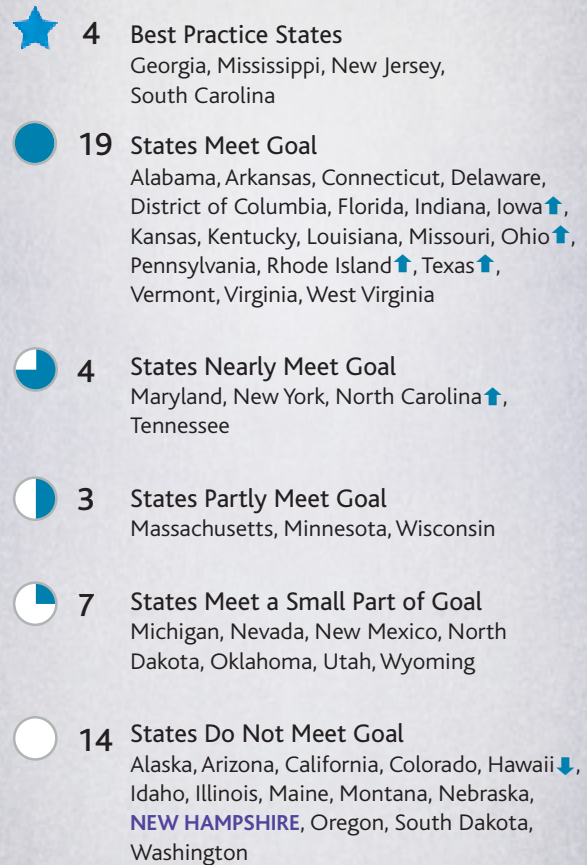 4 Best Practice States
Georgia, Mississippi, New Jersey,
South Carolina
19 States Meet Goal
Alabama, Arkansas, Connecticut, Delaware,
District of Columbia, Florida, Indiana, Iowa⬆,
Kansas, Kentucky, Louisiana, Missouri, Ohio⬆,
Pennsylvania, Rhode Island⬆, Texas⬆,
Vermont, Virginia, West Virginia
4 States Nearly Meet Goal
Maryland, New York, North Carolina⬆,
Tennessee
3 States Partly Meet Goal
Massachusetts, Minnesota, Wisconsin
7 States Meet a Small Part of Goal
Michigan, Nevada, New Mexico, North
Dakota, Oklahoma, Utah, Wyoming
14 States Do Not Meet Goal
Alaska, Arizona, California, Colorado, Hawaii⬇,
Idaho, Illinois, Maine, Montana, Nebraska,
NEW HAMPSHIRE, Oregon, South Dakota,
Washington